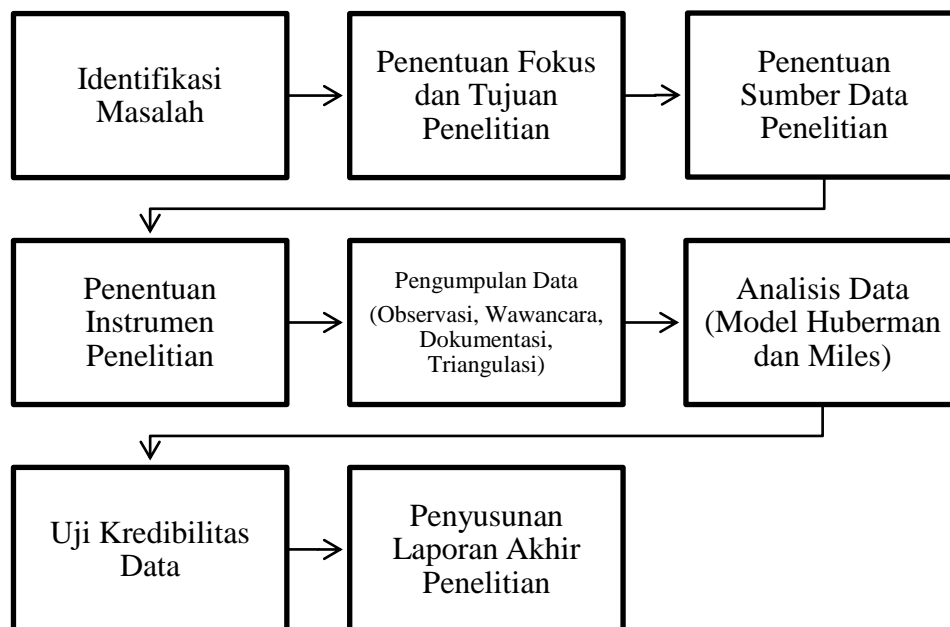 Identifikasi
Masalah
Penentuan Fokus
dan Tujuan
Penelitian
Penentuan
Sumber Data
Penelitian
Penentuan
Instrumen
Penelitian
Pengumpulan Data
(Observasi, Wawancara,
Dokumentasi,
Triangulasi)
Analisis Data
(Model Huberman
dan Miles)
Uji Kredibilitas
Data
Penyusunan
Laporan Akhir
Penelitian